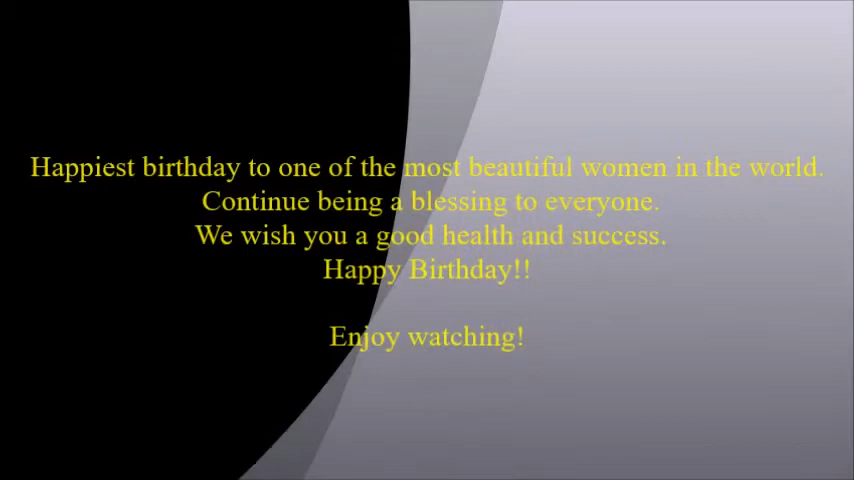 Happiest birthday to one of the most beautiful women in the world.
Continue being a blessing to everyone.
We wish you a good health and success.
Happy Birthday!!
Enjoy watching!